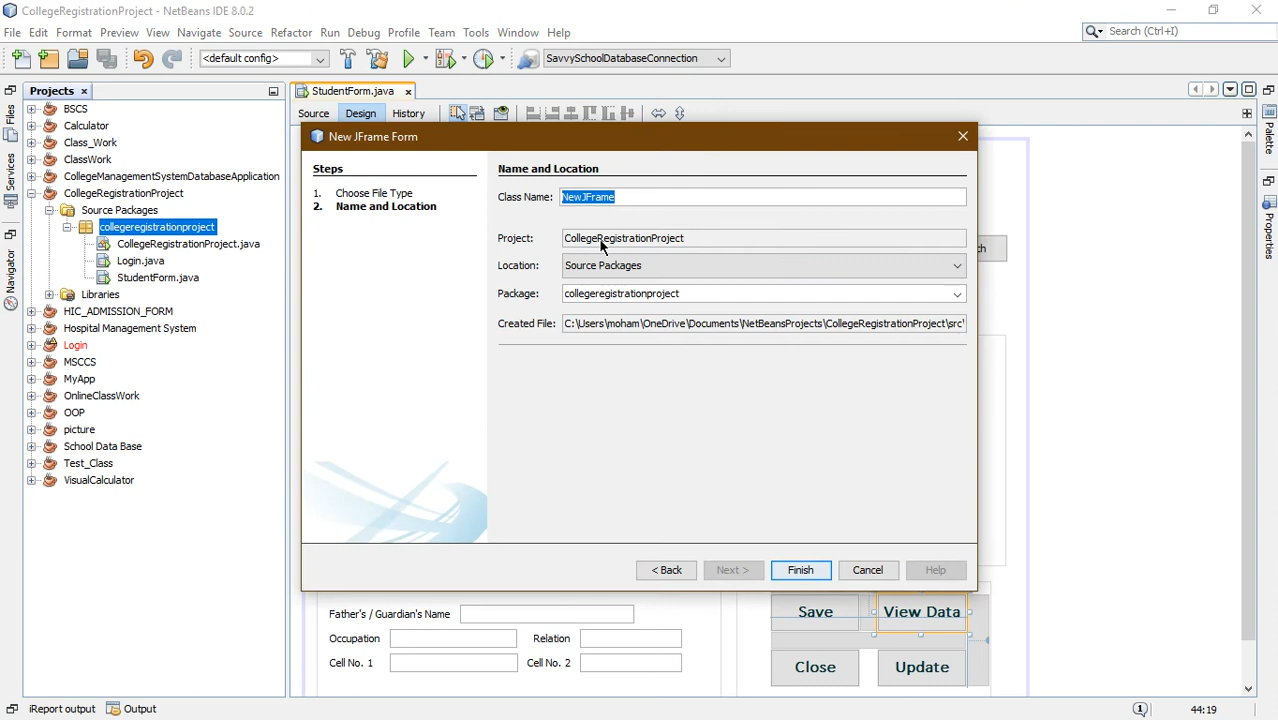 CollegeRegistrationProject - NetBeans IDE 8.0.2
File Edit Format Preview View Navigate Source Refactor Run Debug Profile Team Tools Window Help
Search (Ctrl+I)
<default config>
SavvySchoolDatabaseConnection
Projects
StudentForm.java
Source Design History
Files
Services
Navigator
Palette
Properties
BSCS
Calculator
Class_Work
ClassWork
CollegeManagementSystemDatabaseApplication
CollegeRegistrationProject
Source Packages
collegeregistrationproject
CollegeRegistrationProject.java
Login.java
StudentForm.java
Libraries
HIC_ADMISSION_FORM
Hospital Management System
Login
MSCCS
MyApp
OnlineClassWork
OOP
picture
School Data Base
Test_Class
VisualCalculator
New JFrame Form
Steps
1. Choose File Type
2. Name and Location
Name and Location
Class Name: NewJFrame
Project: CollegeRegistrationProject
Location: Source Packages
Package: collegeregistrationproject
Created File: C:\Users\moham\OneDrive\Documents\NetBeansProjects\CollegeRegistrationProject\src\
< Back Next > Finish Cancel Help
ch
Father's / Guardian's Name
Occupation Relation
Cell No. 1 Cell No. 2
Save View Data
Close Update
iReport output Output
1
44:19